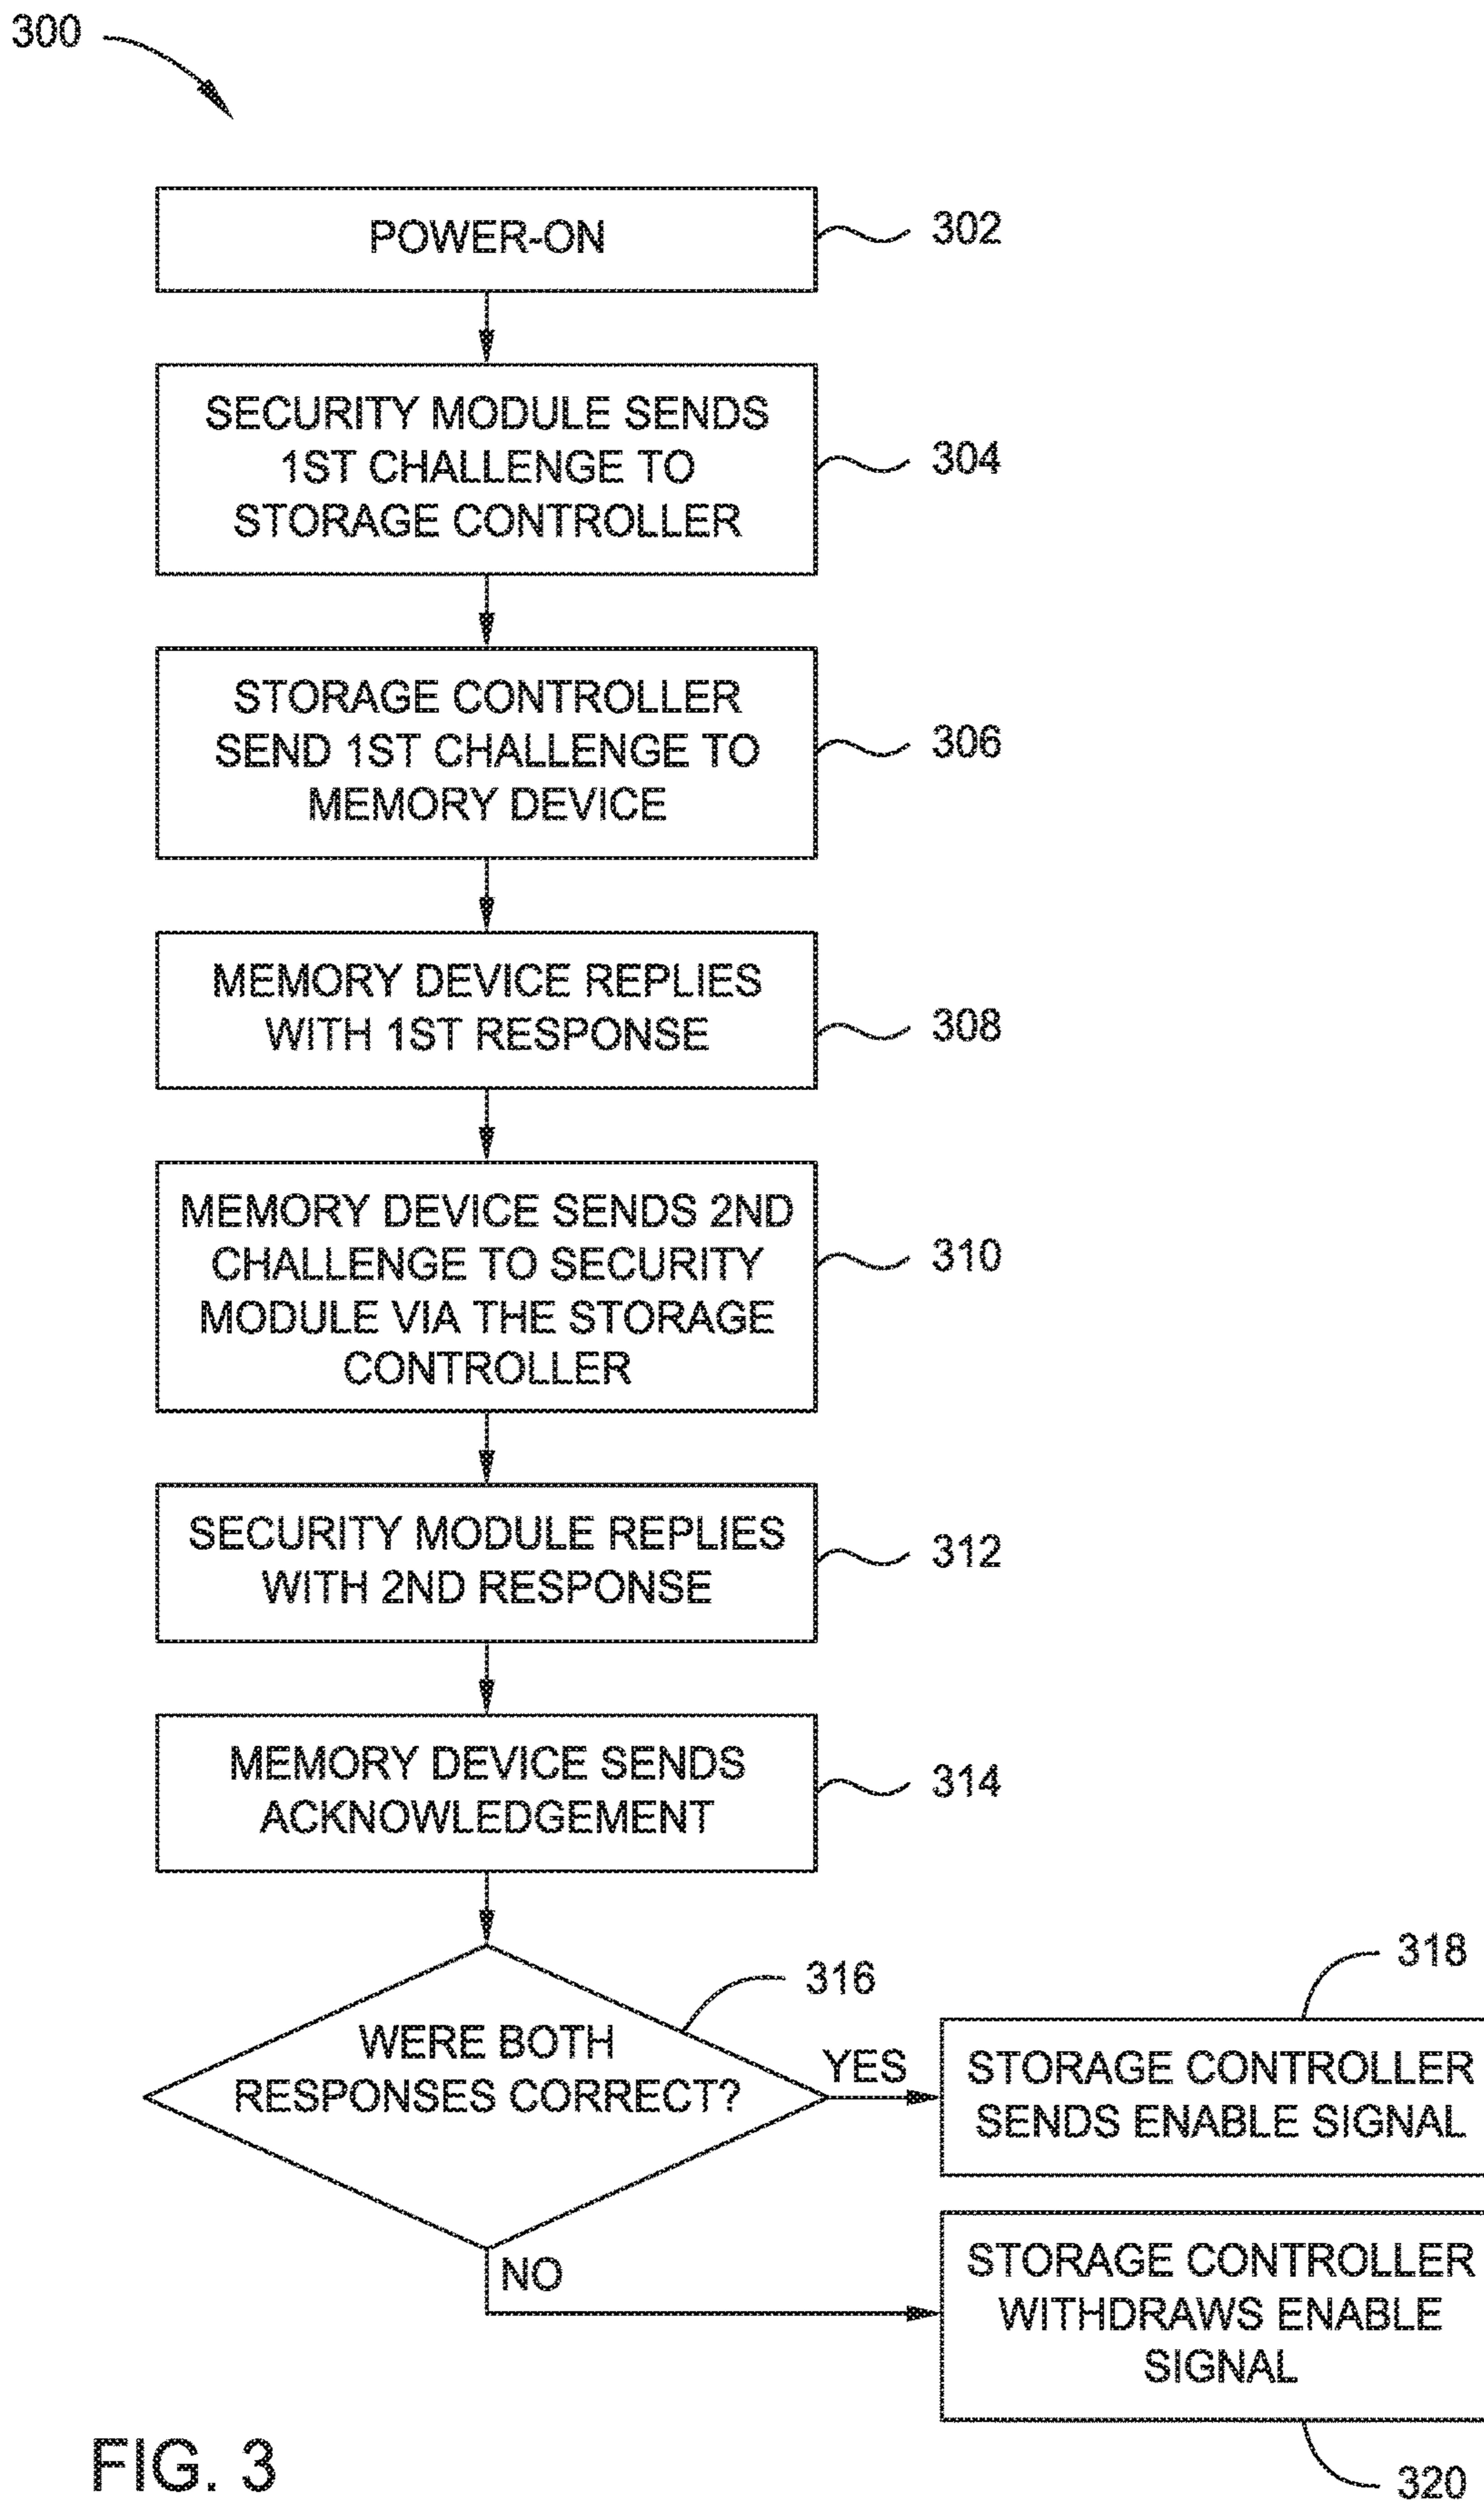 300
POWER-ON
302
SECURITY MODULE SENDS
1ST CHALLENGE TO
STORAGE CONTROLLER
304
STORAGE CONTROLLER
SEND 1ST CHALLENGE TO
MEMORY DEVICE
306
MEMORY DEVICE REPLIES
WITH 1ST RESPONSE
308
MEMORY DEVICE SENDS 2ND
CHALLENGE TO SECURITY
MODULE VIA THE STORAGE
CONTROLLER
310
SECURITY MODULE REPLIES
WITH 2ND RESPONSE
312
MEMORY DEVICE SENDS
ACKNOWLEDGEMENT
314
WERE BOTH
RESPONSES CORRECT?
316
YES
318
STORAGE CONTROLLER
SENDS ENABLE SIGNAL
NO
STORAGE CONTROLLER
WITHDRAWS ENABLE
SIGNAL
320
FIG. 3